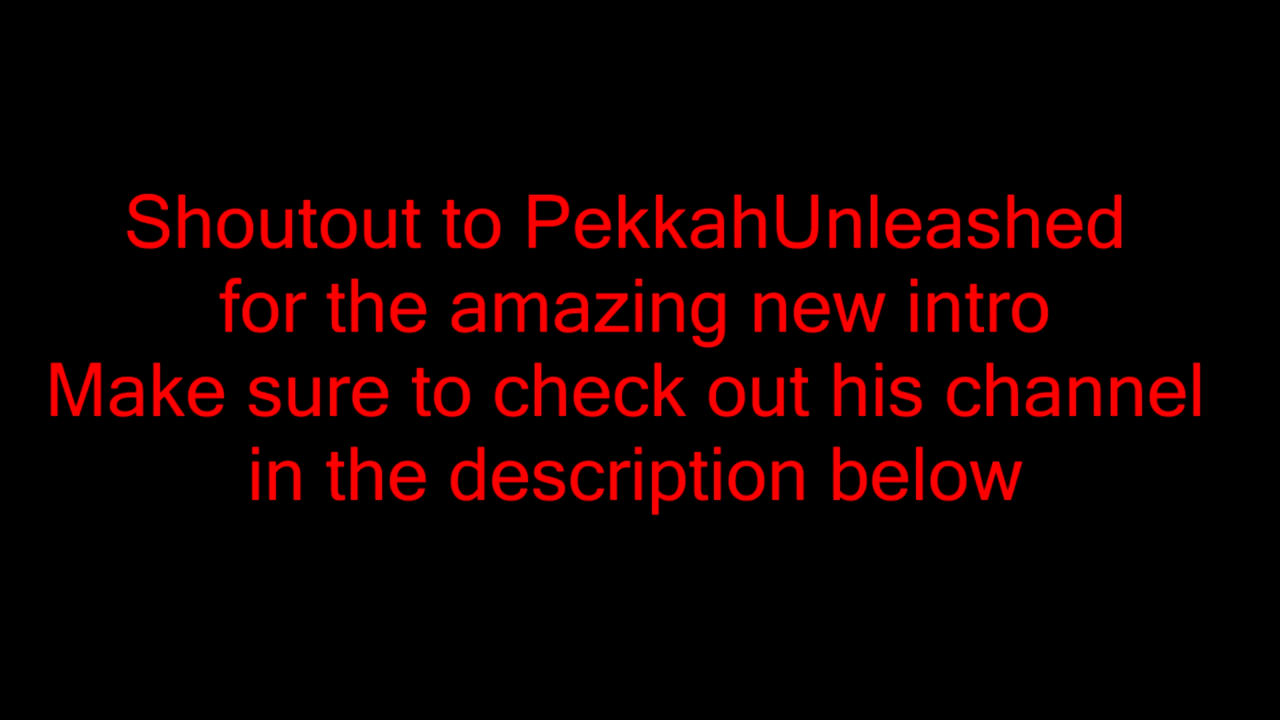 Shoutout to PekkahUnleashed
for the amazing new intro
Make sure to check out his channel
in the description below